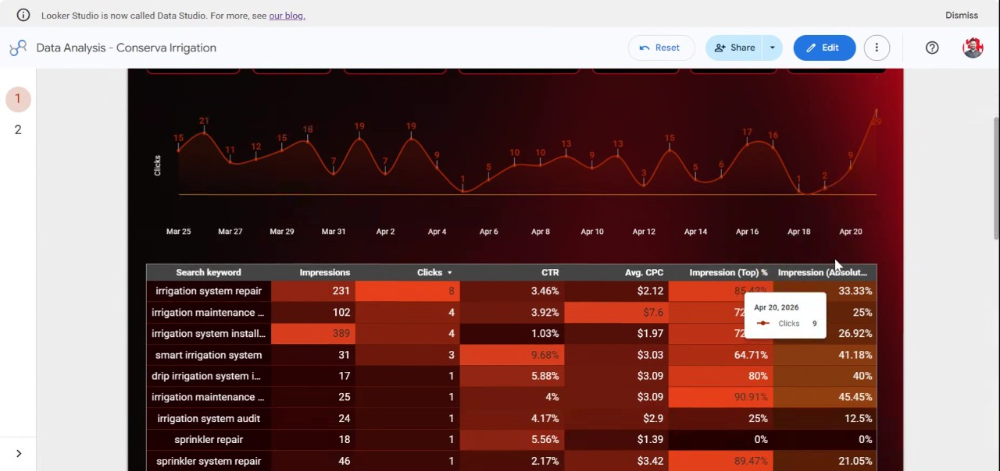 Looker Studio is now called Data Studio. For more, see our blog. Dismiss
Data Analysis - Conserva Irrigation Reset Share Edit
1
2
Clicks
15 21 11 12 15 18 7 19 7 19 9 1 5 10 10 13 9 13 3 15 5 6 17 16 1 2 9 29
Mar 25 Mar 27 Mar 29 Mar 31 Apr 2 Apr 4 Apr 6 Apr 8 Apr 10 Apr 12 Apr 14 Apr 16 Apr 18 Apr 20
Search keyword Impressions Clicks CTR Avg. CPC Impression (Top) % Impression (Absolut...
irrigation system repair 231 8 3.46% $2.12 85.42% 33.33%
irrigation maintenance ... 102 4 3.92% $7.6 72 25%
irrigation system install... 389 4 1.03% $1.97 72 26.92%
smart irrigation system 31 3 9.68% $3.03 64.71% 41.18%
drip irrigation system i... 17 1 5.88% $3.09 80% 40%
irrigation maintenance ... 25 1 4% $3.09 90.91% 45.45%
irrigation system audit 24 1 4.17% $2.9 25% 12.5%
sprinkler repair 18 1 5.56% $1.39 0% 0%
sprinkler system repair 46 1 2.17% $3.42 89.47% 21.05%
Apr 20, 2026
Clicks 9